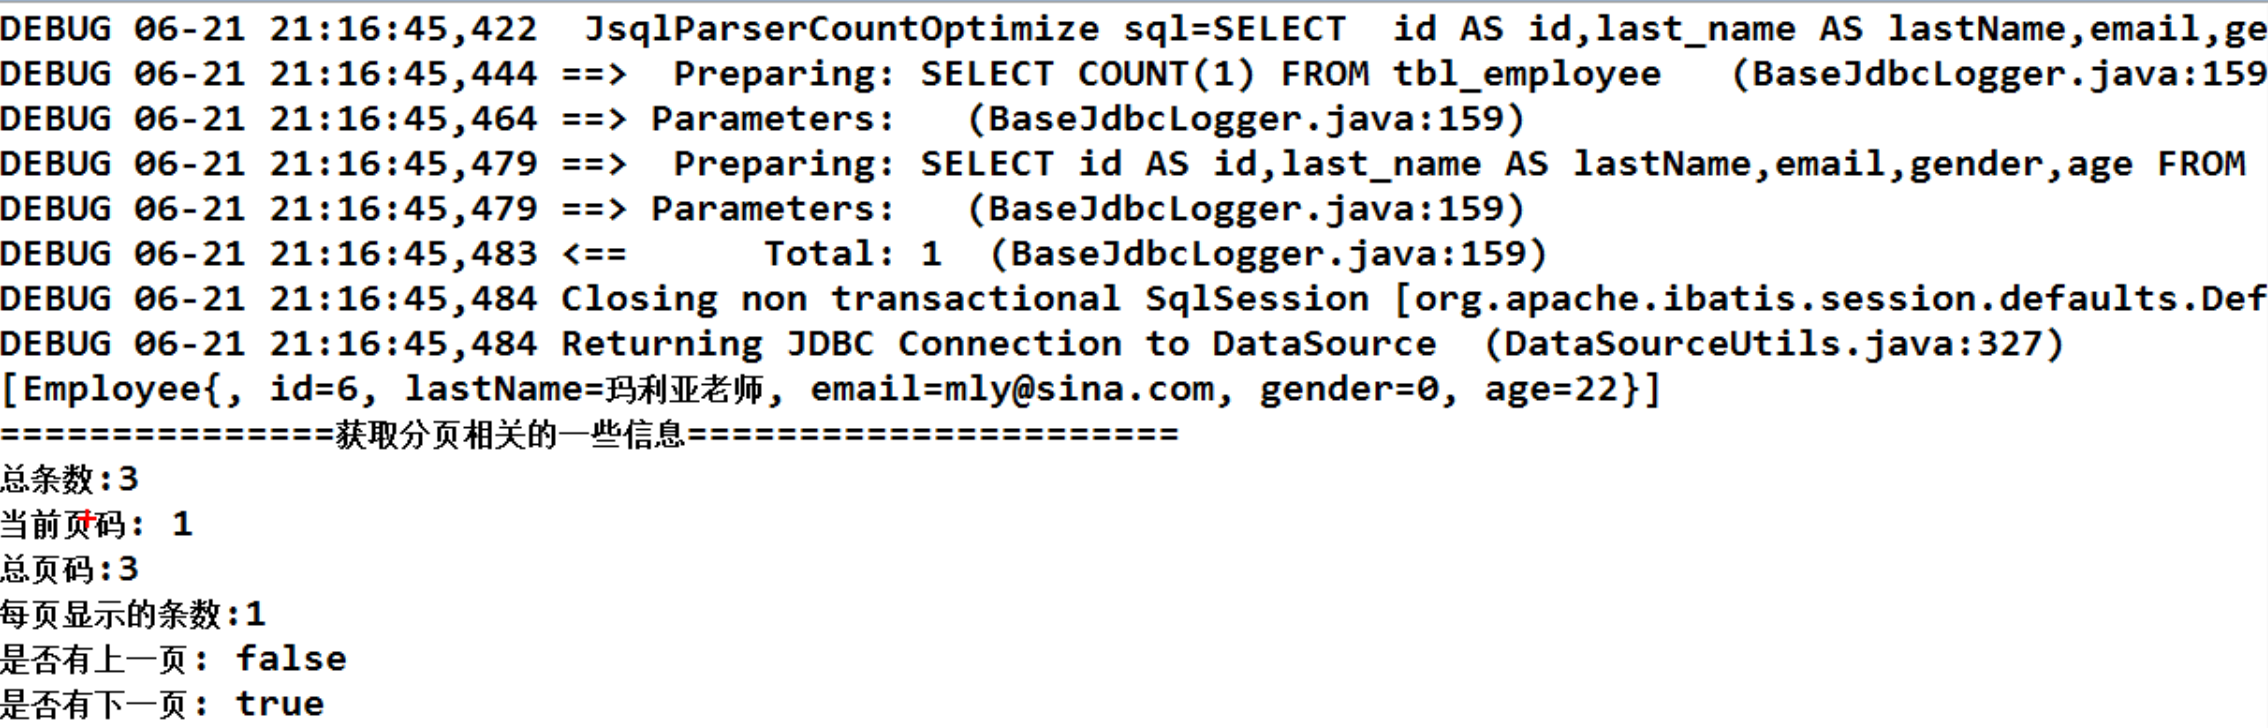 DEBUG 06-21 21:16:45,422  JsqlParserCountOptimize sql=SELECT  id AS id,last_name AS lastName,email,ge
DEBUG 06-21 21:16:45,444 ==>  Preparing: SELECT COUNT(1) FROM tbl_employee   (BaseJdbcLogger.java:159
DEBUG 06-21 21:16:45,464 ==> Parameters:   (BaseJdbcLogger.java:159)
DEBUG 06-21 21:16:45,479 ==>  Preparing: SELECT id AS id,last_name AS lastName,email,gender,age FROM
DEBUG 06-21 21:16:45,479 ==> Parameters:   (BaseJdbcLogger.java:159)
DEBUG 06-21 21:16:45,483 <==      Total: 1  (BaseJdbcLogger.java:159)
DEBUG 06-21 21:16:45,484 Closing non transactional SqlSession [org.apache.ibatis.session.defaults.Def
DEBUG 06-21 21:16:45,484 Returning JDBC Connection to DataSource  (DataSourceUtils.java:327)
[Employee{, id=6, lastName=玛利亚老师, email=mly@sina.com, gender=0, age=22}]
===============获取分页相关的一些信息======================
总条数:3
当前页码: 1
总页码:3
每页显示的条数:1
是否有上一页: false
是否有下一页: true